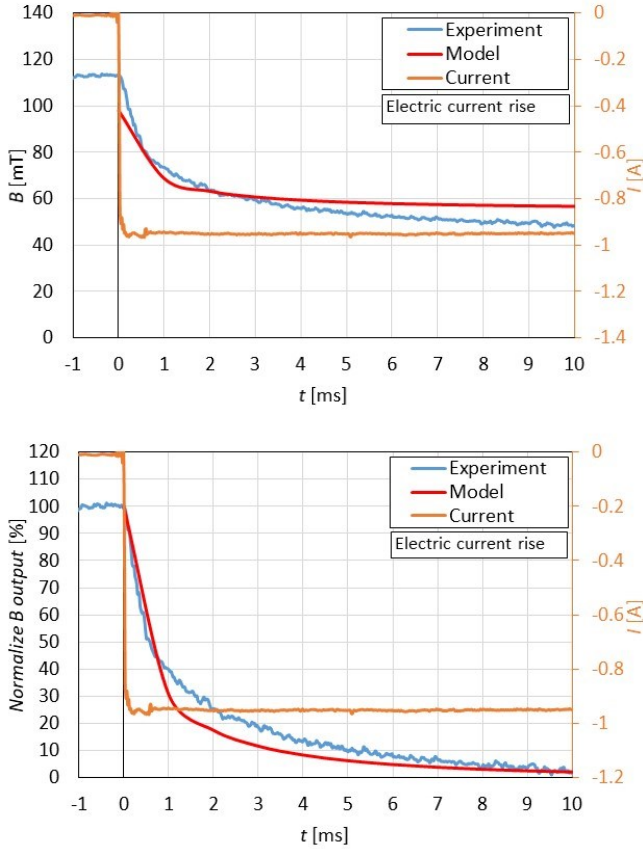 140
120
100
80
60
40
20
0
B [mT]
-1 0 1 2 3 4 5 6 7 8 9 10
t [ms]
0
-0.2
-0.4
-0.6
-0.8
-1
-1.2
-1.4
I [A]
Experiment
Model
Current
Electric current rise
120
110
100
90
80
70
60
50
40
30
20
10
0
Normalize B output [%]
-1 0 1 2 3 4 5 6 7 8 9 10
t [ms]
0
-0.2
-0.4
-0.6
-0.8
-1
-1.2
I [A]
Experiment
Model
Current
Electric current rise